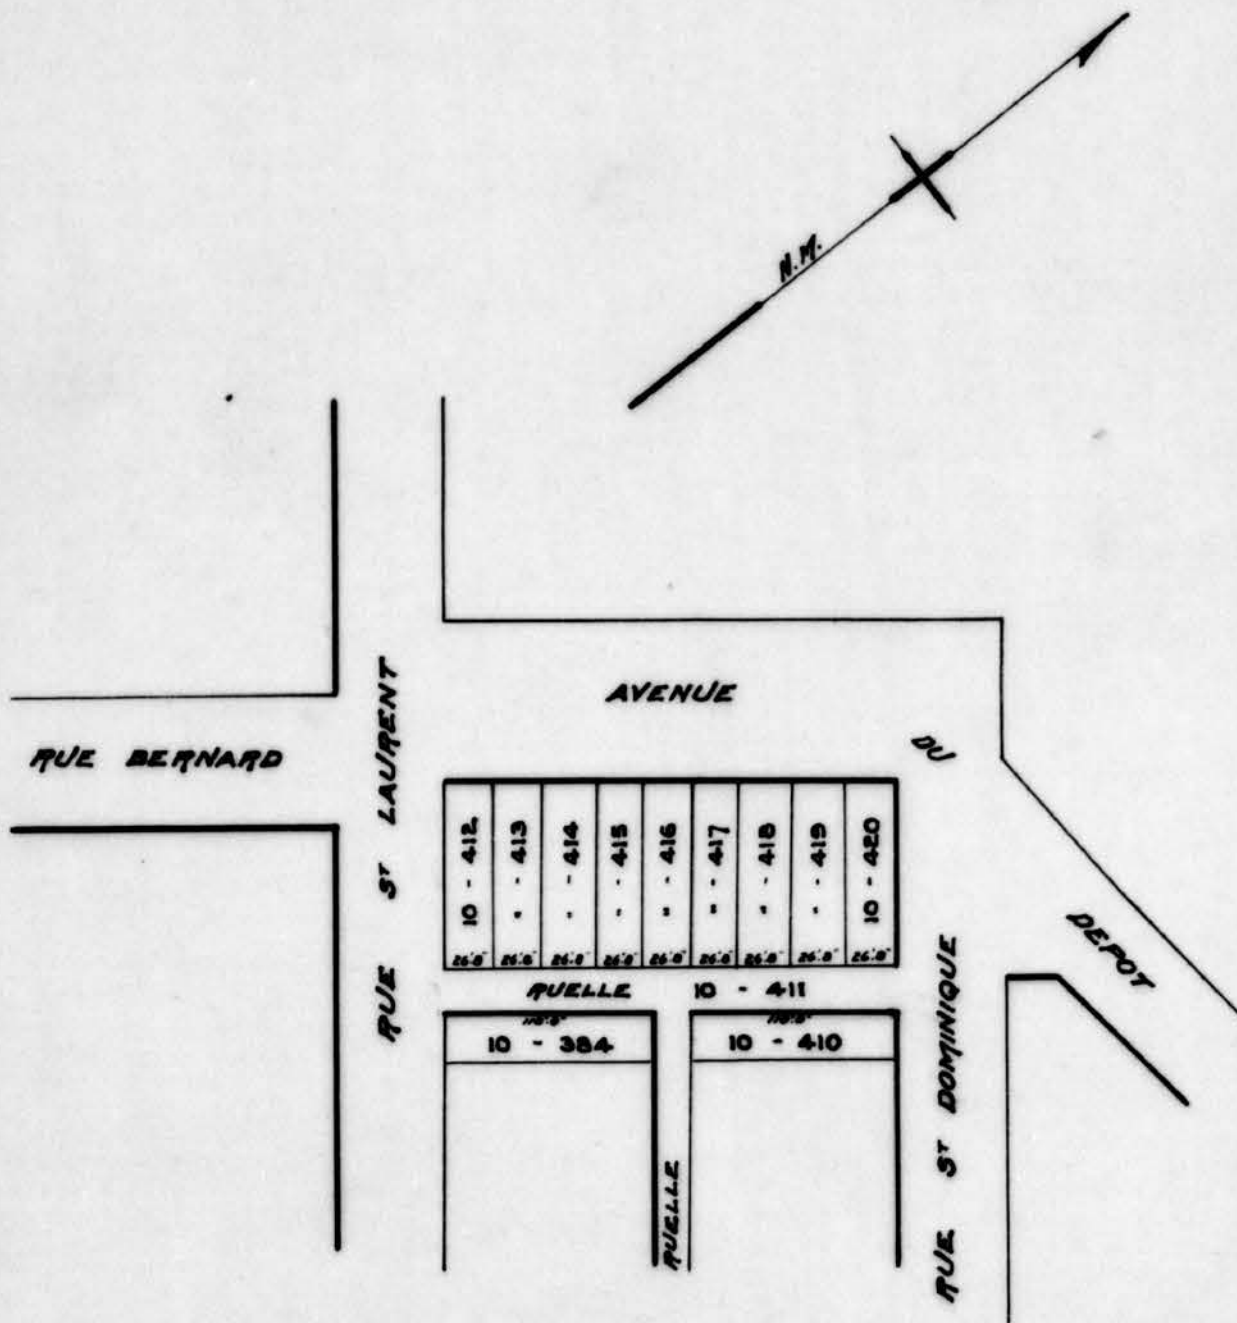 N.M.
AVENUE
DU
DEPOT
RUE BERNARD
RUE ST LAURENT
10 - 412
" - 413
" - 414
" - 415
" - 416
" - 417
" - 418
" - 419
10 - 420
26'0" 26'0" 26'0" 26'0" 26'0" 26'0" 26'0" 26'0" 26'0"
RUELLE 10 - 411
10 - 384
10 - 410
RUELLE
RUE ST DOMINIQUE